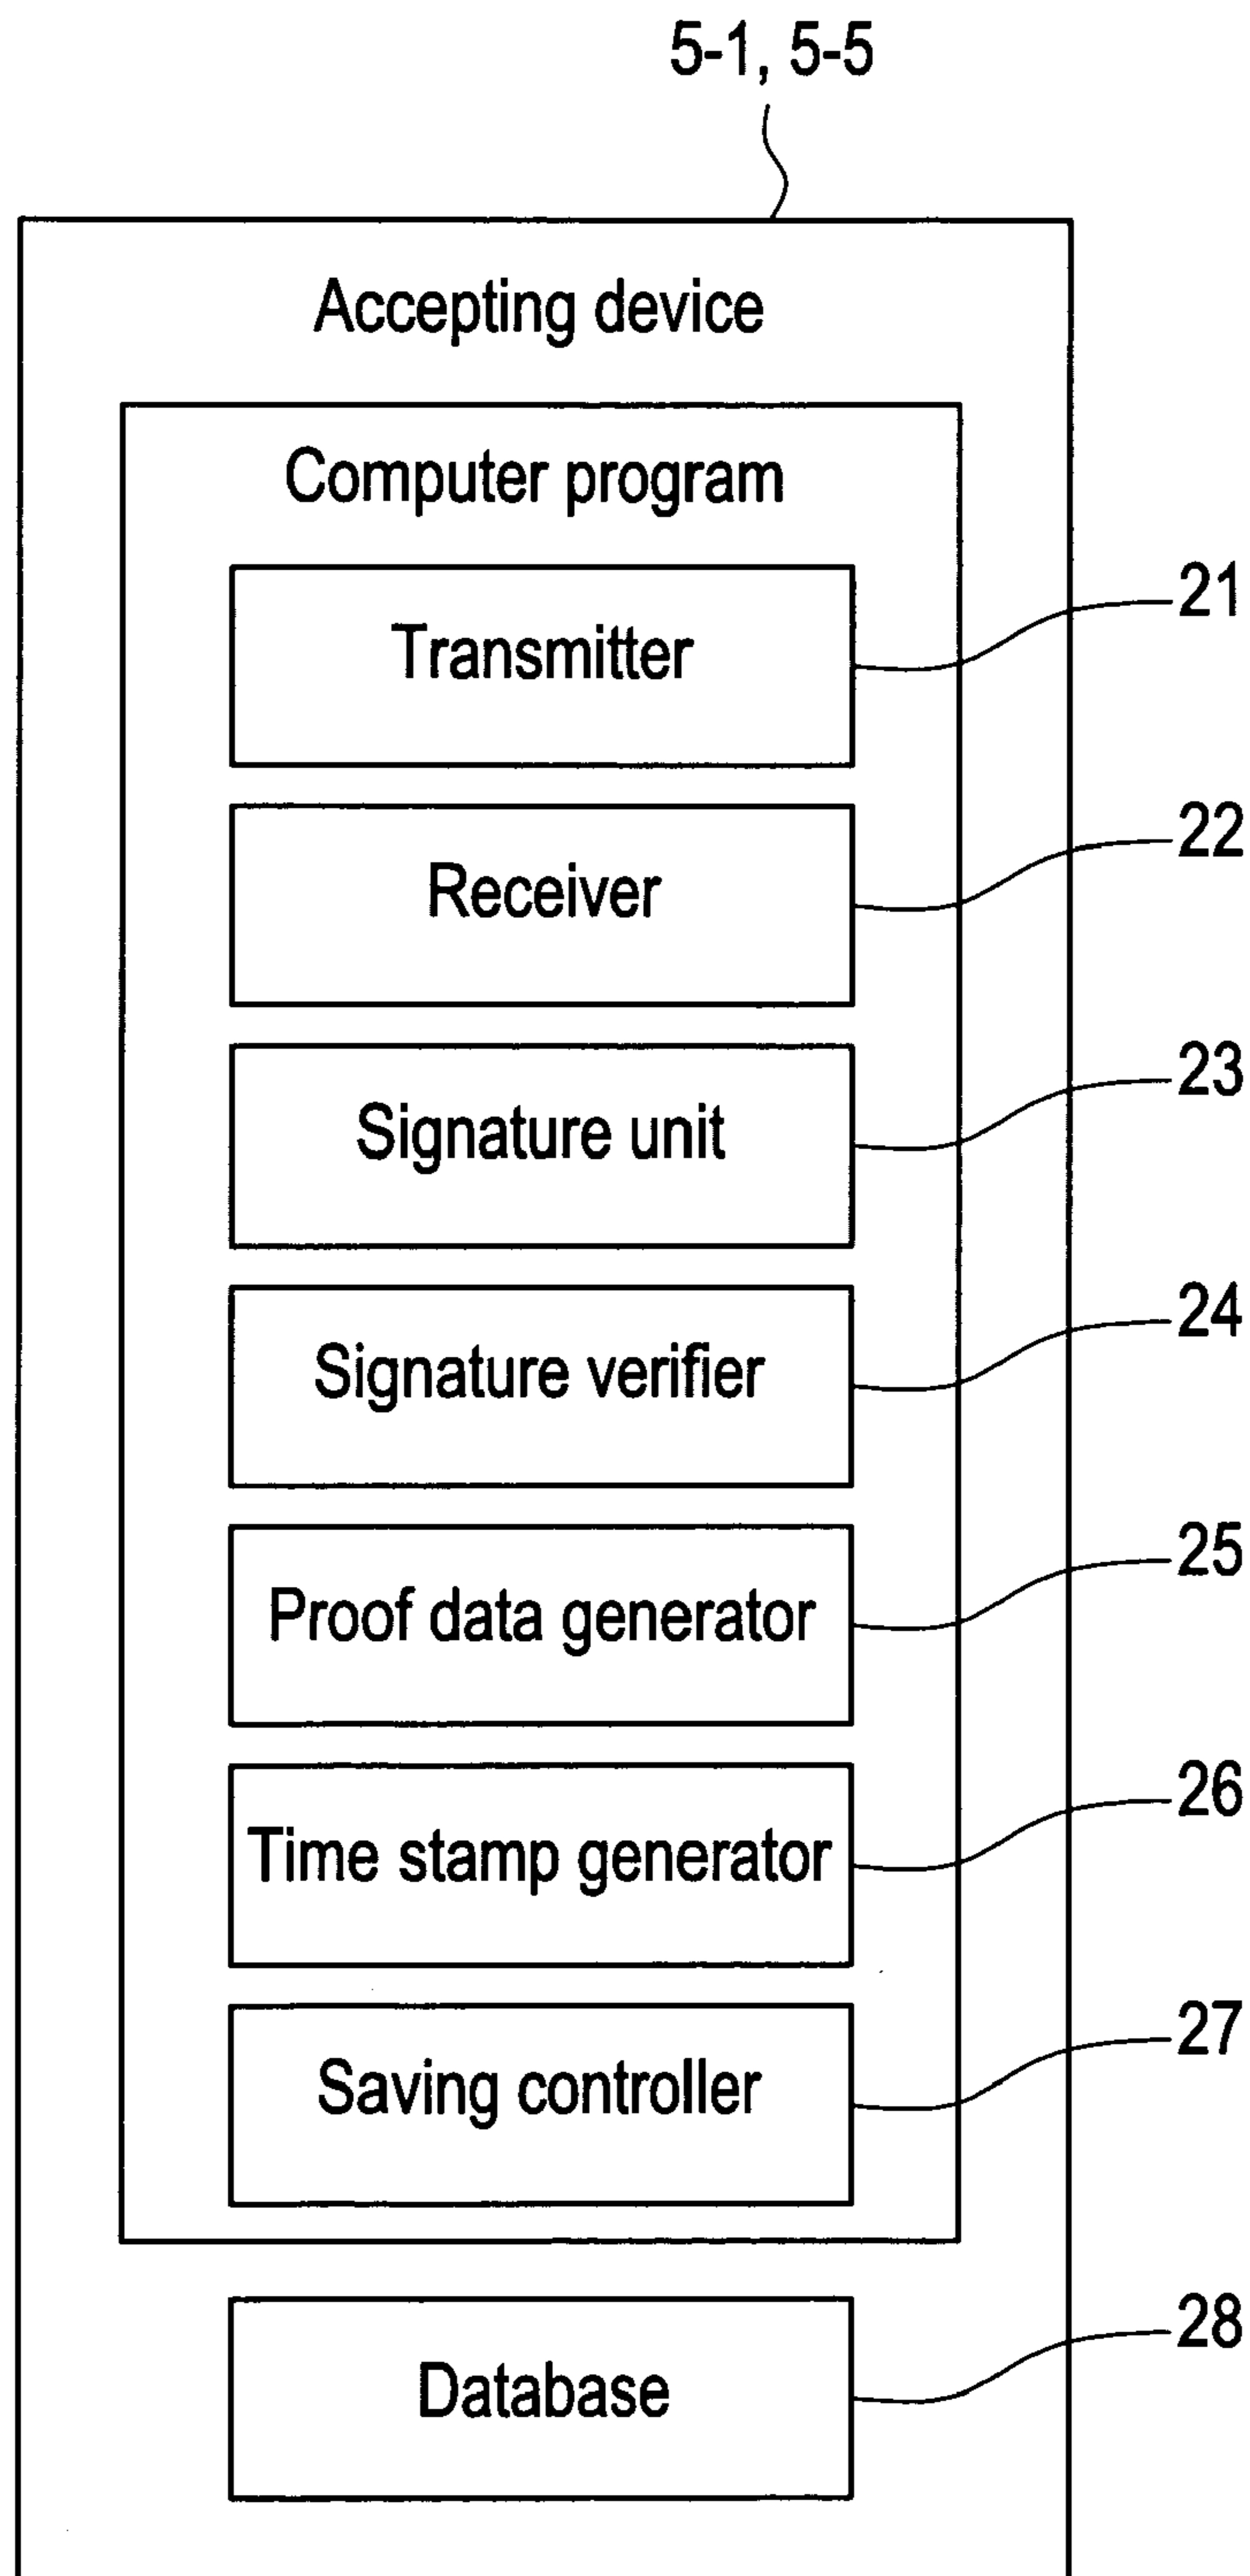 5-1, 5-5
Accepting device
Computer program
Transmitter
21
Receiver
22
Signature unit
23
Signature verifier
24
Proof data generator
25
Time stamp generator
26
Saving controller
27
Database
28